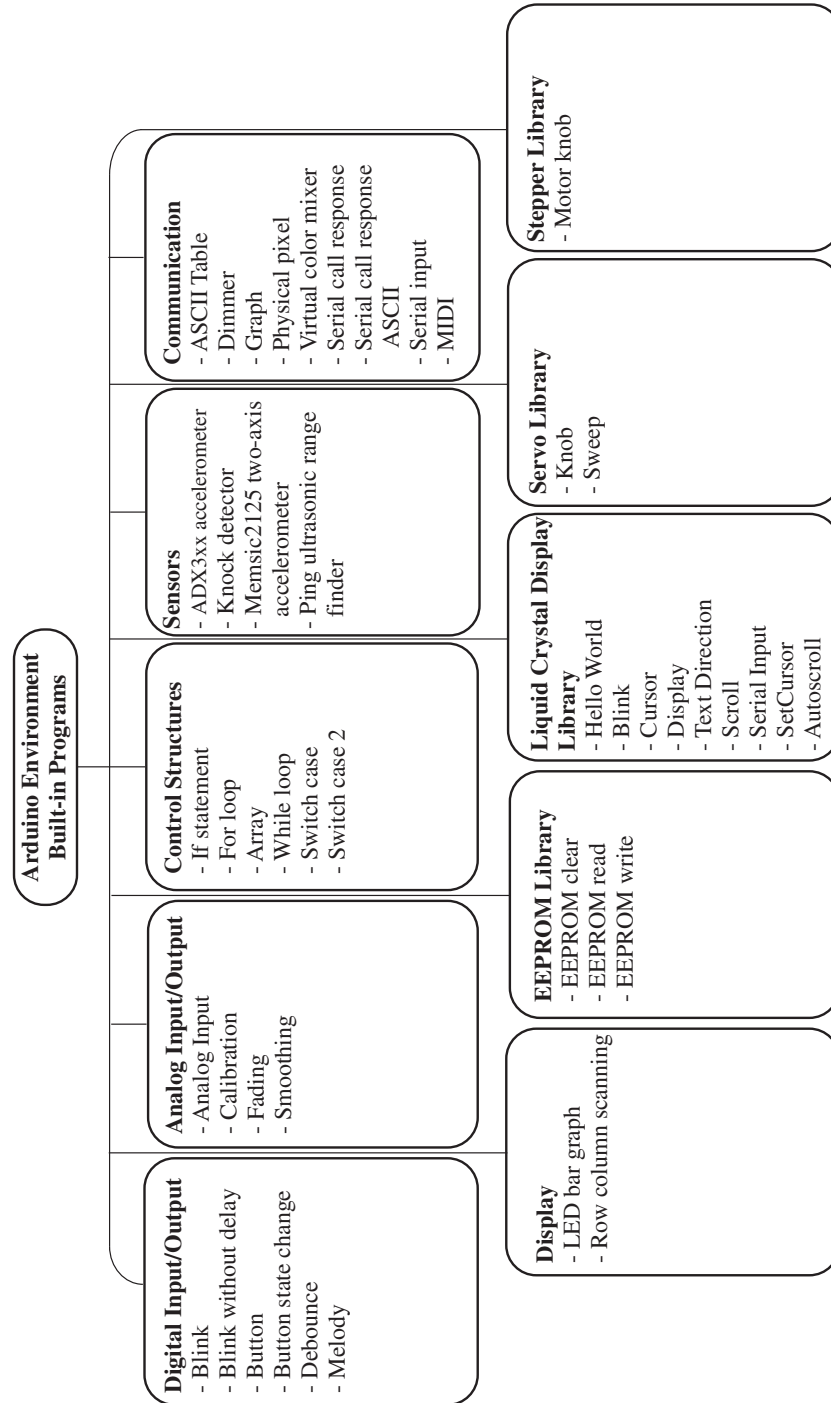 Arduino Environment
Built-in Programs
Digital Input/Output
- Blink
- Blink without delay
- Button
- Button state change
- Debounce
- Melody
Analog Input/Output
- Analog Input
- Calibration
- Fading
- Smoothing
Control Structures
- If statement
- For loop
- Array
- While loop
- Switch case
- Switch case 2
Sensors
- ADX3xx accelerometer
- Knock detector
- Memsic2125 two-axis
accelerometer
- Ping ultrasonic range
finder
Communication
- ASCII Table
- Dimmer
- Graph
- Physical pixel
- Virtual color mixer
- Serial call response
- Serial call response
ASCII
- Serial input
- MIDI
Display
- LED bar graph
- Row column scanning
EEPROM Library
- EEPROM clear
- EEPROM read
- EEPROM write
Liquid Crystal Display
Library
- Hello World
- Blink
- Cursor
- Display
- Text Direction
- Scroll
- Serial Input
- SetCursor
- Autoscroll
Servo Library
- Knob
- Sweep
Stepper Library
- Motor knob